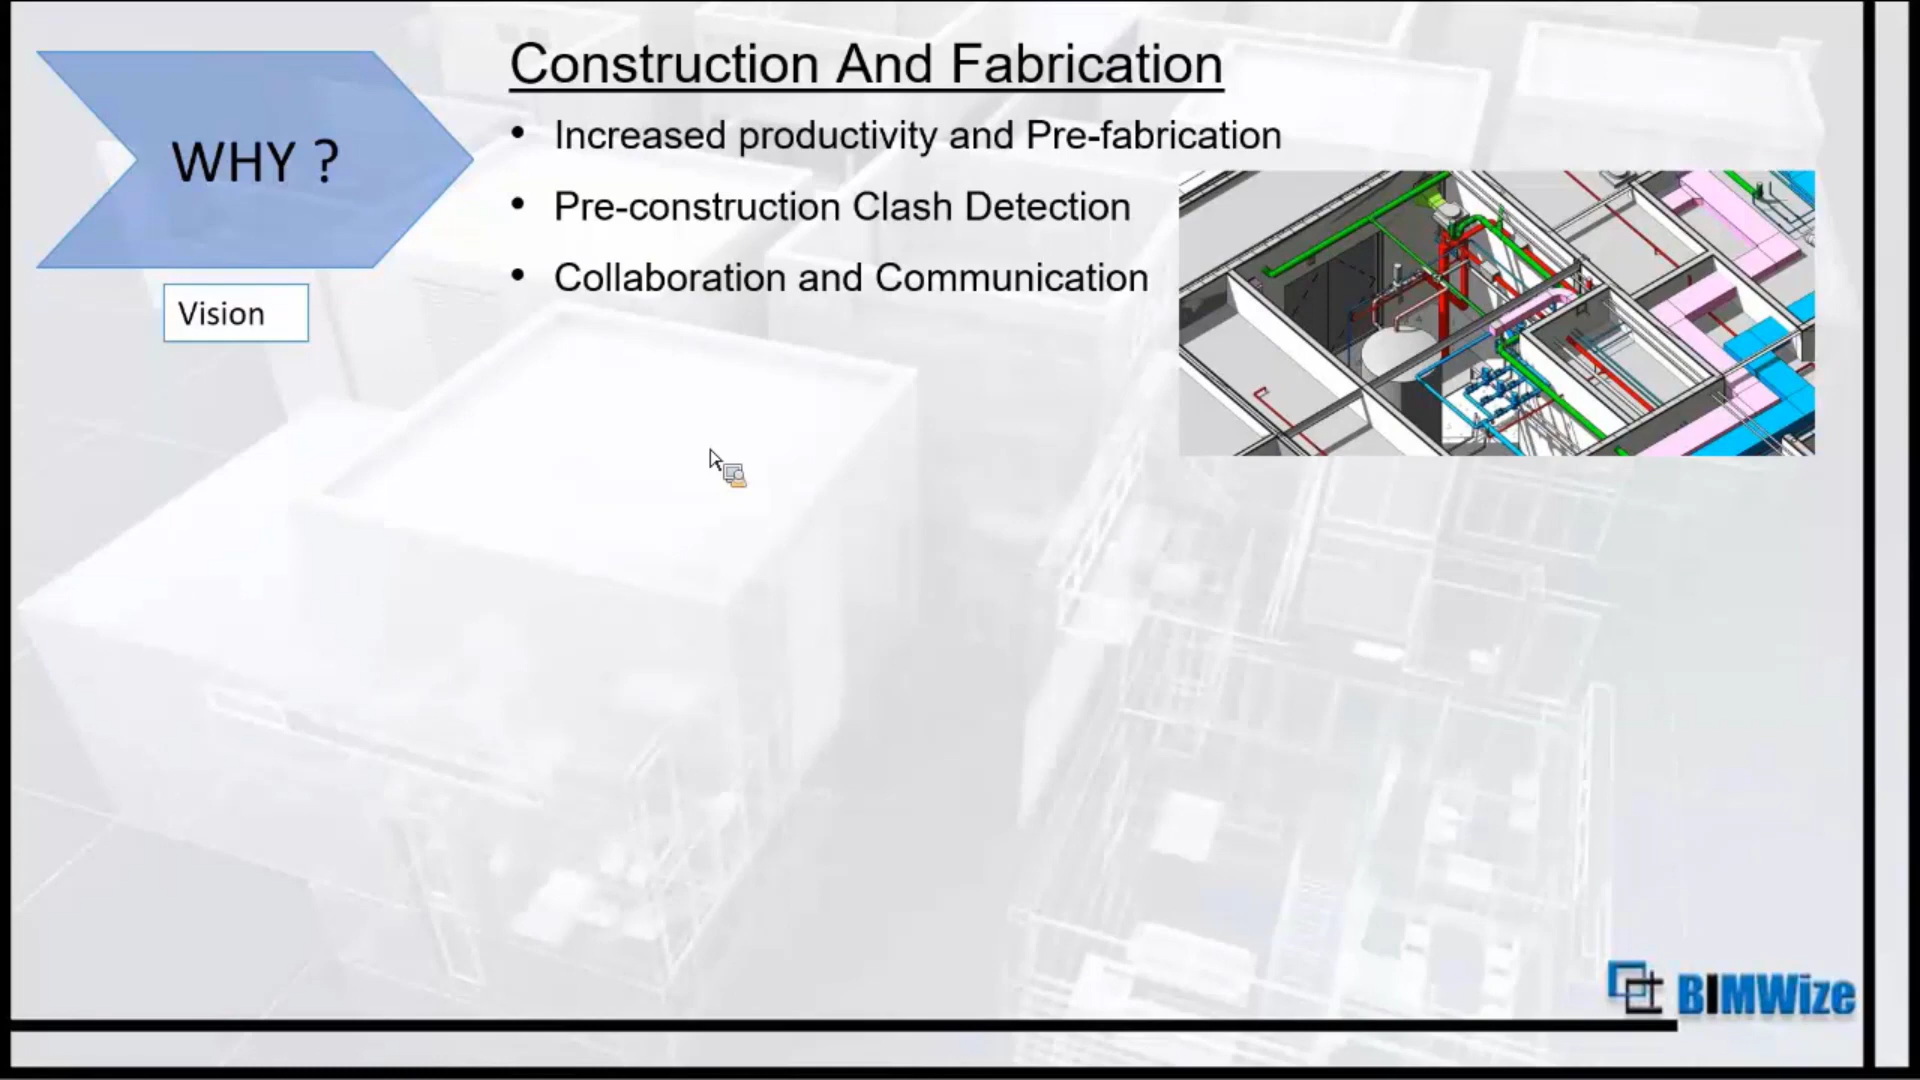 WHY ?
Vision
Construction And Fabrication
• Increased productivity and Pre-fabrication
• Pre-construction Clash Detection
• Collaboration and Communication
BIMWize